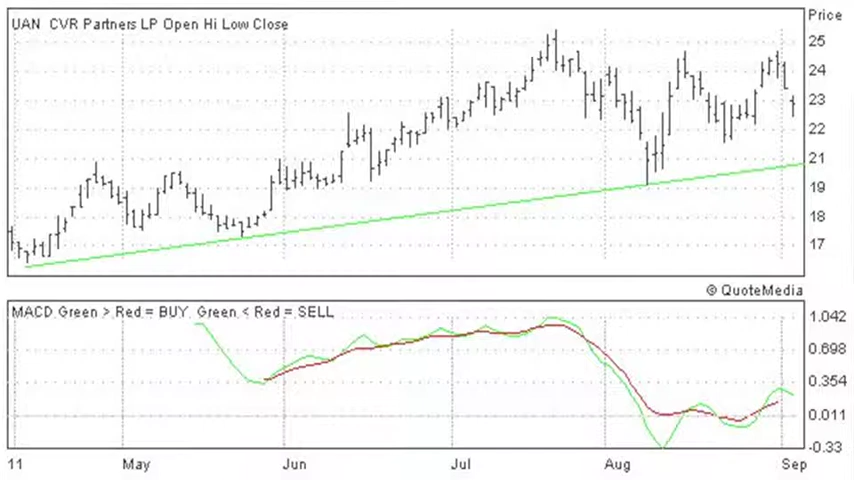 UAN CVR Partners LP Open Hi Low Close
Price
25
24
23
22
21
19
18
17
© QuoteMedia
MACD Green > Red = BUY Green < Red = SELL
1.042
0.698
0.354
0.011
-0.33
11 May Jun Jul Aug Sep